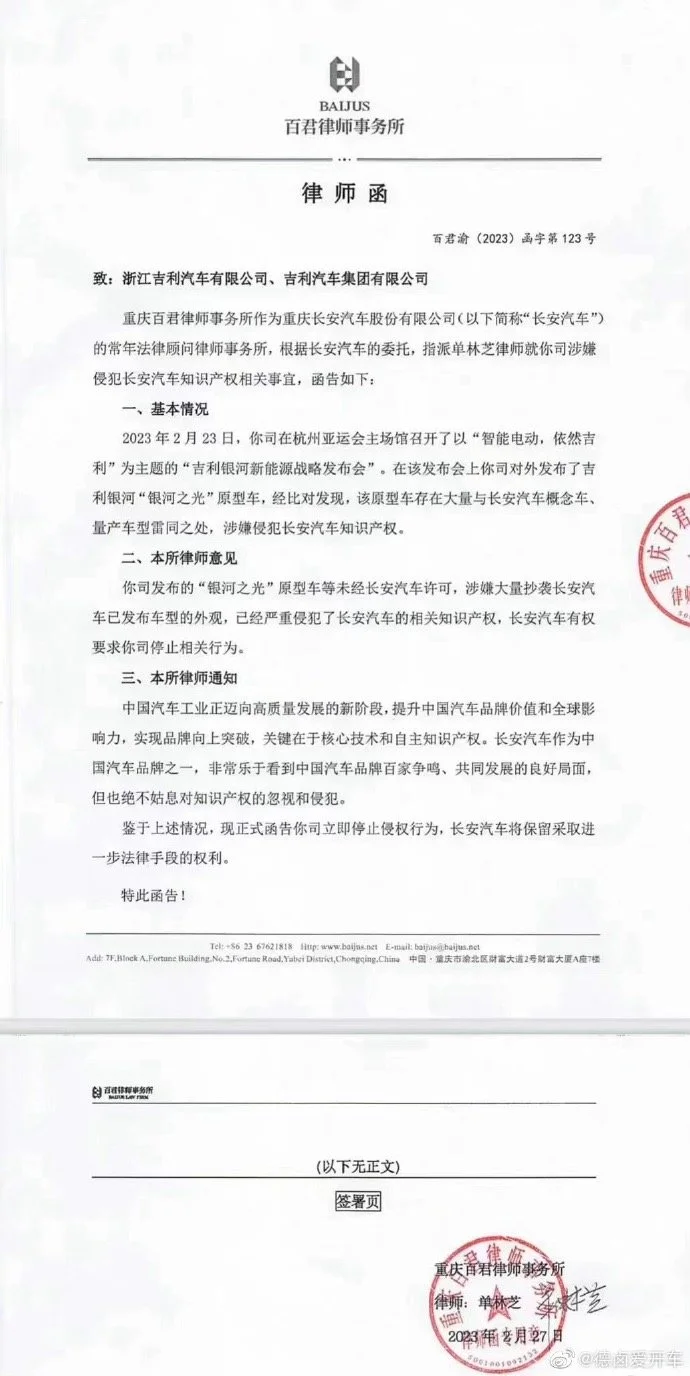 BAIJUS
百君律师事务所
律师函
百君渝（2023）函字第123号
致：浙江吉利汽车有限公司、吉利汽车集团有限公司
重庆百君律师事务所作为重庆长安汽车股份有限公司（以下简称“长安汽车”）
的常年法律顾问律师事务所，根据长安汽车的委托，指派单林芝律师就你司涉嫌
侵犯长安汽车知识产权相关事宜，函告如下：
一、基本情况
2023年2月23日，你司在杭州亚运会主场馆召开了以“智能电动，依然吉
利”为主题的“吉利银河新能源战略发布会”。在该发布会上你司对外发布了吉
利银河“银河之光”原型车，经比对发现，该原型车存在大量与长安汽车概念车、
量产车型雷同之处，涉嫌侵犯长安汽车知识产权。
二、本所律师意见
你司发布的“银河之光”原型车等未经长安汽车许可，涉嫌大量抄袭长安汽
车已发布车型的外观，已经严重侵犯了长安汽车的相关知识产权，长安汽车有权
要求你司停止相关行为。
三、本所律师通知
中国汽车工业正迈向高质量发展的新阶段，提升中国汽车品牌价值和全球影
响力，实现品牌向上突破，关键在于核心技术和自主知识产权。长安汽车作为中
国汽车品牌之一，非常乐于看到中国汽车品牌百家争鸣、共同发展的良好局面，
但也绝不姑息对知识产权的忽视和侵犯。
鉴于上述情况，现正式函告你司立即停止侵权行为，长安汽车将保留采取进
一步法律手段的权利。
特此函告！
重庆百君
律师
Tel: +86 23 67621818 Http: www.baijus.net E-mail: baijus@baijus.net
Add: 7F,Block A,Fortune Building,No.2,Fortune Road,Yubei District,Chongqing,China 中国·重庆市渝北区财富大道2号财富大厦A座7楼
百君律师事务所
BAIJUS LAW FIRM
（以下无正文）
签署页
重庆百君律师事务所
律师函专用章
重庆百君律师事务所
律师：单林芝
2023年2月27日
@德卤爱开车